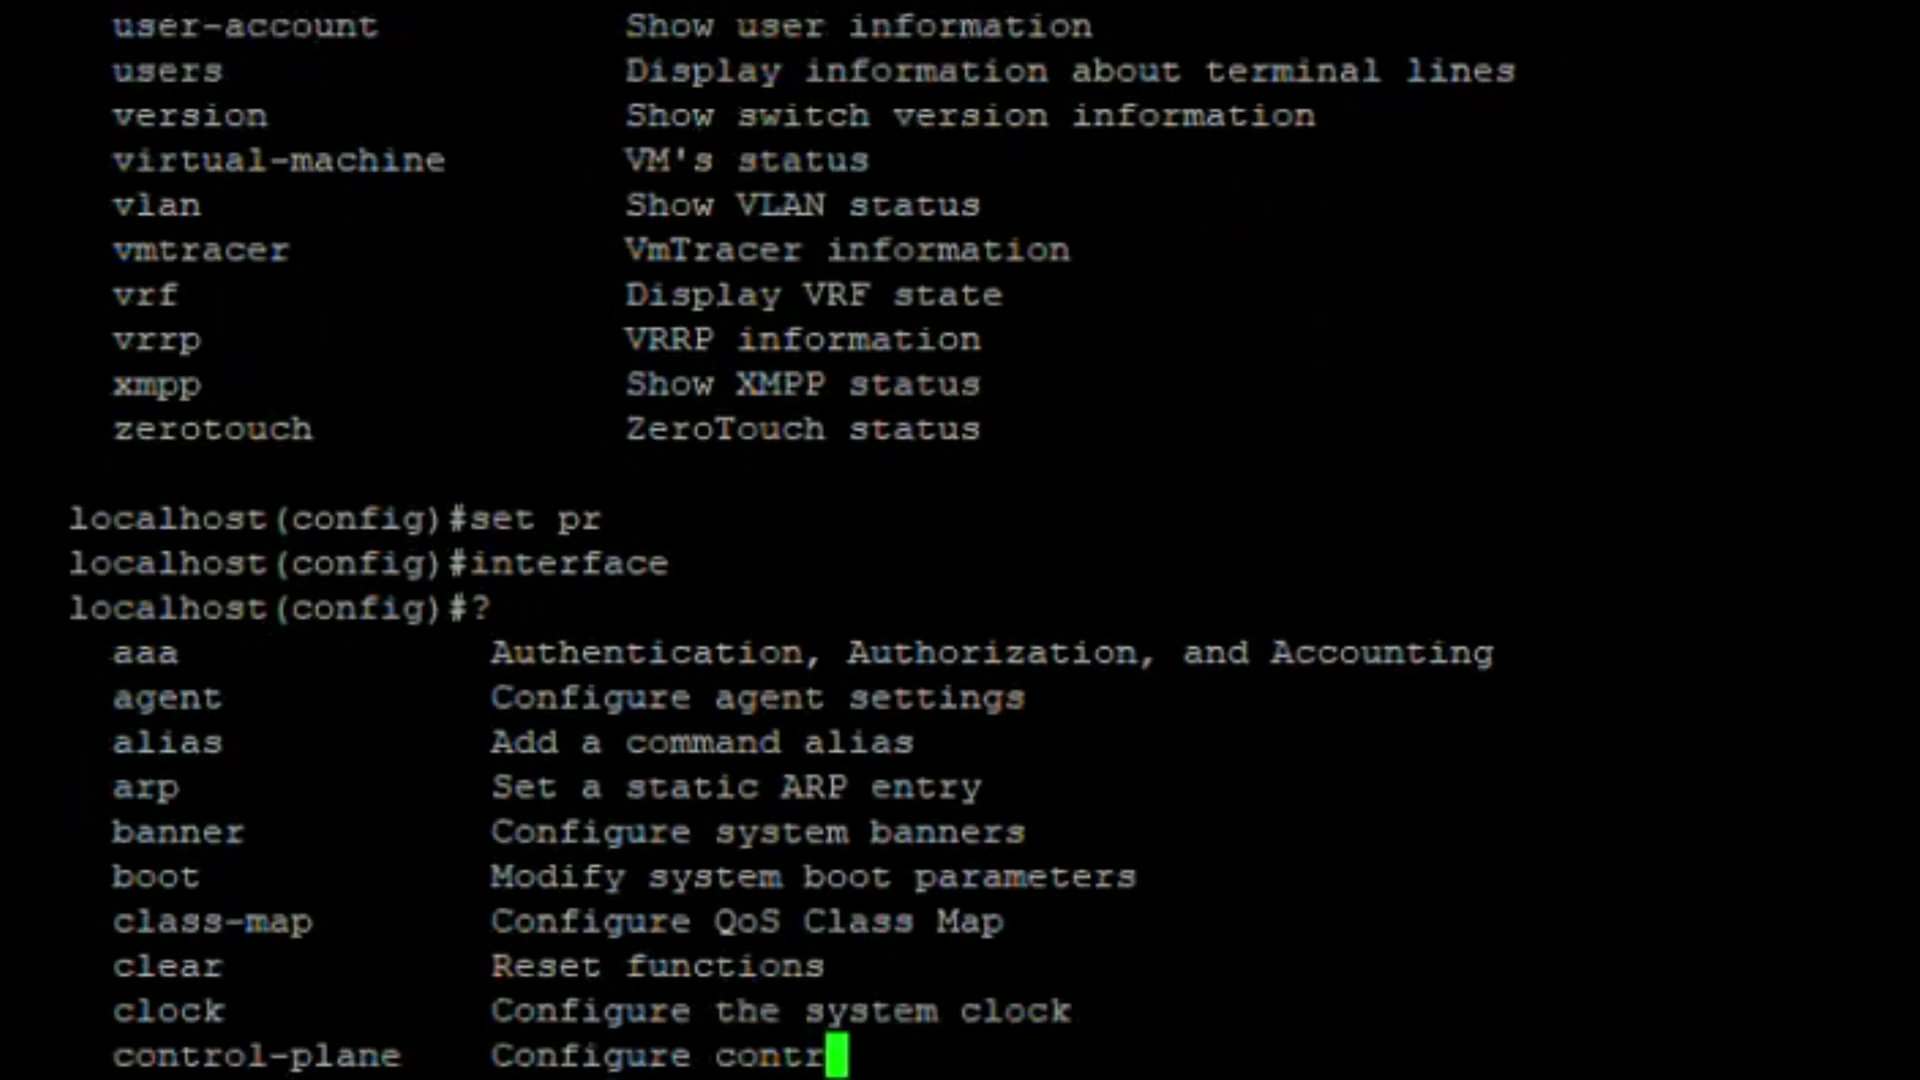 user-account Show user information
users Display information about terminal lines
version Show switch version information
virtual-machine VM's status
vlan Show VLAN status
vmtracer VmTracer information
vrf Display VRF state
vrrp VRRP information
xmpp Show XMPP status
zerotouch ZeroTouch status
localhost(config)#set pr
localhost(config)#interface
localhost(config)#?
aaa Authentication, Authorization, and Accounting
agent Configure agent settings
alias Add a command alias
arp Set a static ARP entry
banner Configure system banners
boot Modify system boot parameters
class-map Configure QoS Class Map
clear Reset functions
clock Configure the system clock
control-plane Configure contr